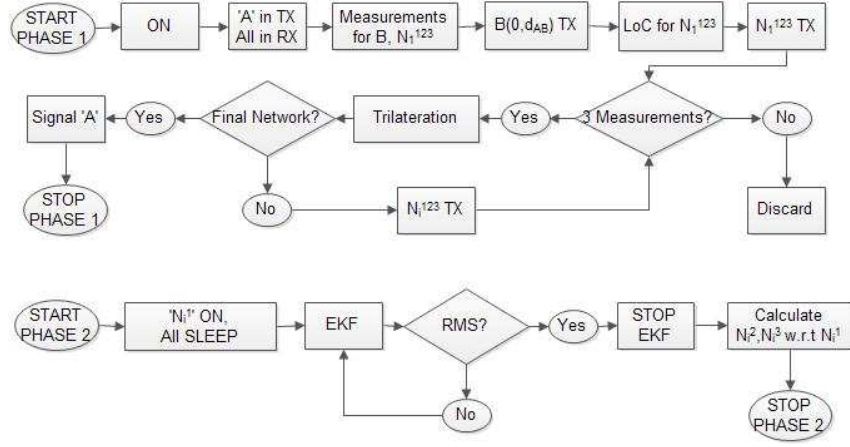 START
PHASE 1
ON
'A' in TX
All in RX
Measurements
for B, N₁¹²³
B(0,d_AB) TX
LoC for N₁¹²³
N₁¹²³ TX
Signal 'A'
Yes
Final Network?
Trilateration
Yes
3 Measurements?
No
STOP
PHASE 1
No
Nᵢ¹²³ TX
Discard
START
PHASE 2
'Nᵢ¹' ON,
All SLEEP
EKF
RMS?
Yes
STOP
EKF
Calculate
Nᵢ²,Nᵢ³ w.r.t Nᵢ¹
No
STOP
PHASE 2